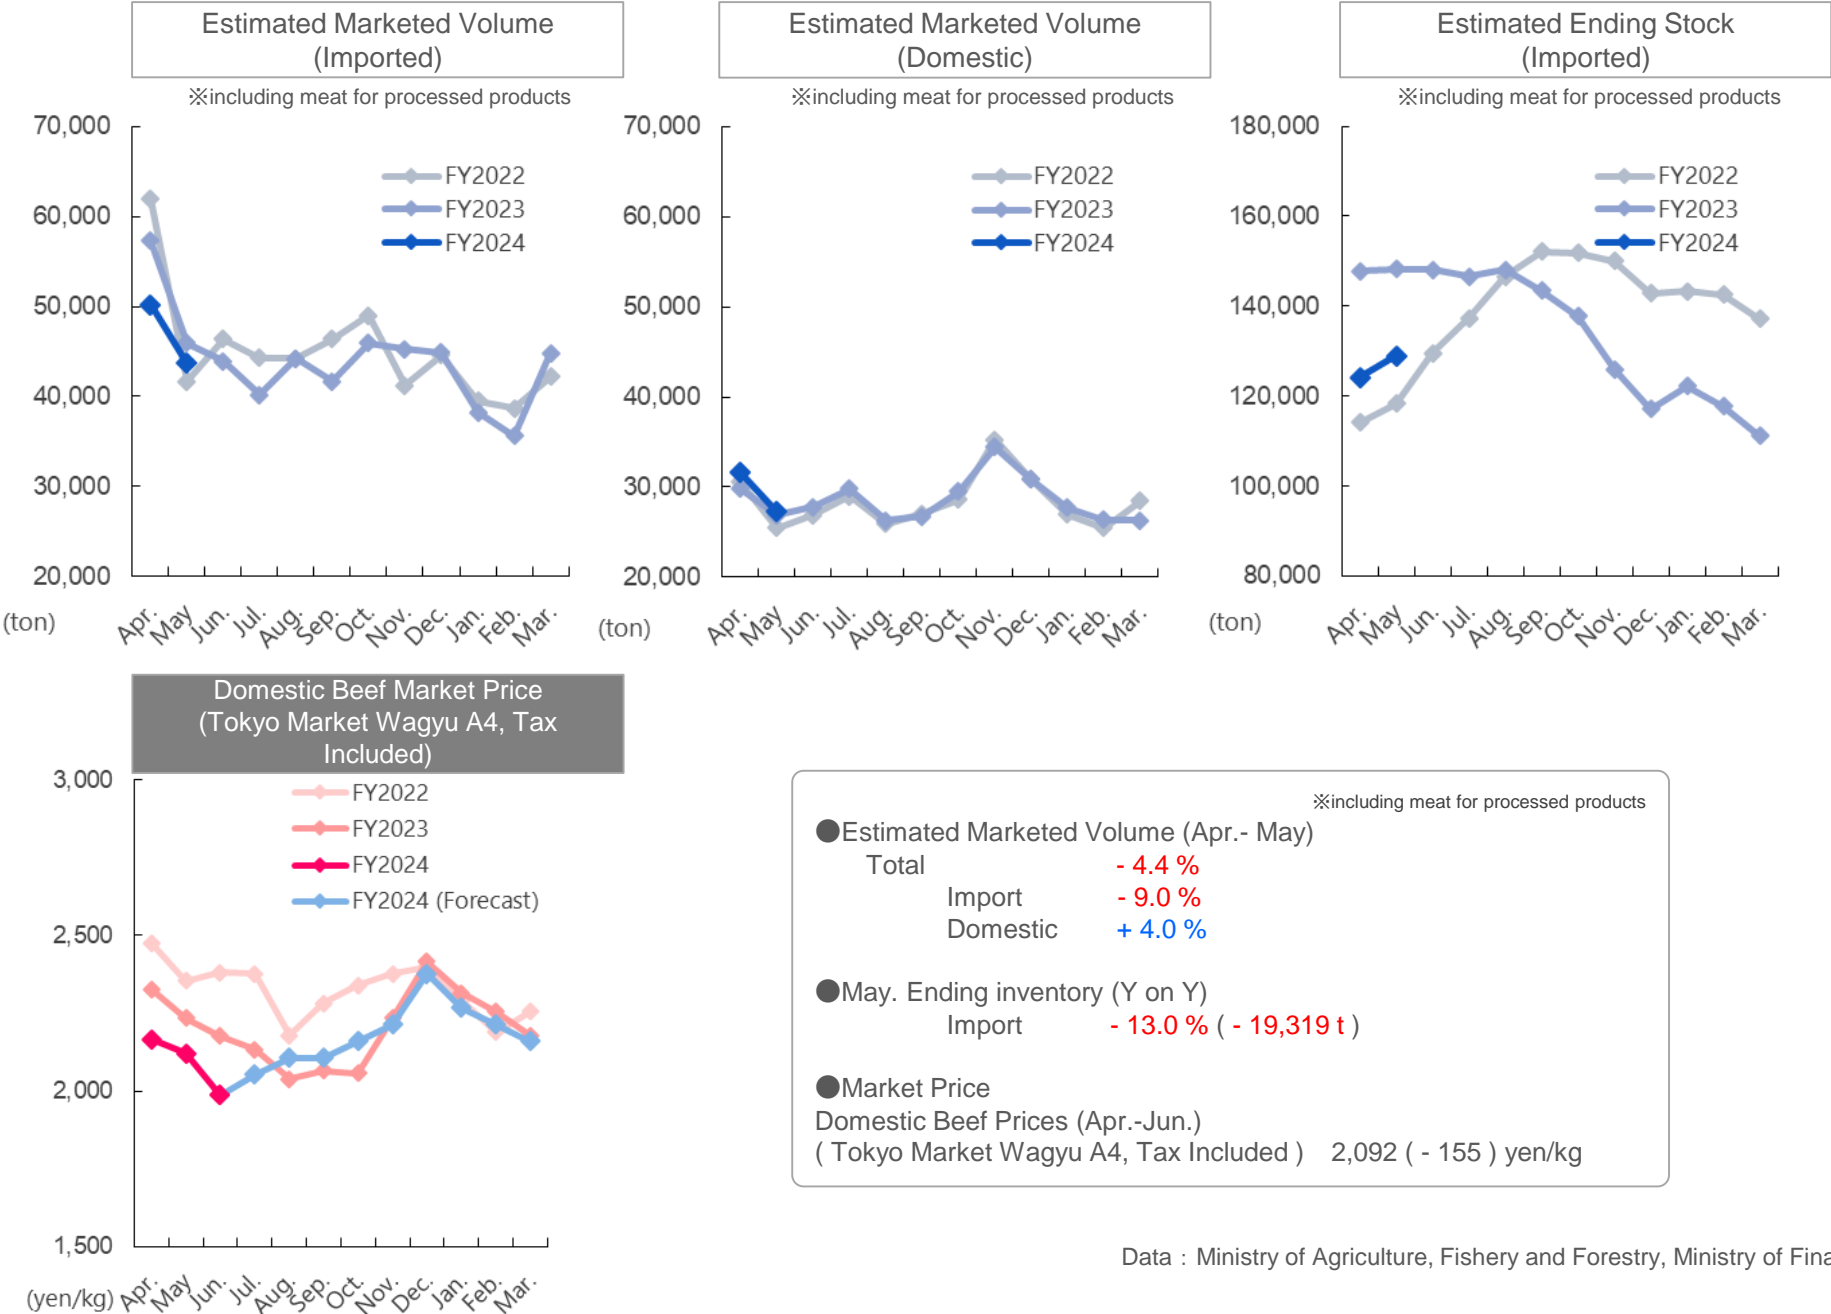 Estimated Marketed Volume
(Imported)
※including meat for processed products
70,000
60,000
50,000
40,000
30,000
20,000
(ton)
FY2022
FY2023
FY2024
Apr.
May
Jun.
Jul.
Aug.
Sep.
Oct.
Nov.
Dec.
Jan.
Feb.
Mar.
Estimated Marketed Volume
(Domestic)
※including meat for processed products
70,000
60,000
50,000
40,000
30,000
20,000
(ton)
FY2022
FY2023
FY2024
Apr.
May
Jun.
Jul.
Aug.
Sep.
Oct.
Nov.
Dec.
Jan.
Feb.
Mar.
Estimated Ending Stock
(Imported)
※including meat for processed products
180,000
160,000
140,000
120,000
100,000
80,000
(ton)
FY2022
FY2023
FY2024
Apr.
May
Jun.
Jul.
Aug.
Sep.
Oct.
Nov.
Dec.
Jan.
Feb.
Mar.
Domestic Beef Market Price
(Tokyo Market Wagyu A4, Tax
Included)
3,000
2,500
2,000
1,500
(yen/kg)
FY2022
FY2023
FY2024
FY2024 (Forecast)
Apr.
May
Jun.
Jul.
Aug.
Sep.
Oct.
Nov.
Dec.
Jan.
Feb.
Mar.
※including meat for processed products
●Estimated Marketed Volume (Apr.- May)
Total - 4.4 %
Import - 9.0 %
Domestic + 4.0 %
●May. Ending inventory (Y on Y)
Import - 13.0 % ( - 19,319 t )
●Market Price
Domestic Beef Prices (Apr.-Jun.)
( Tokyo Market Wagyu A4, Tax Included ) 2,092 ( - 155 ) yen/kg
Data : Ministry of Agriculture, Fishery and Forestry, Ministry of Fina